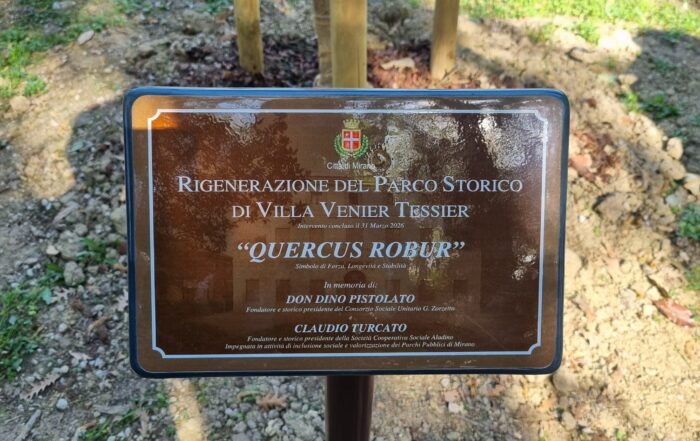 Città di Mirano
RIGENERAZIONE DEL PARCO STORICO
DI VILLA VENIER TESSIER
Intervento concluso il 31 Marzo 2026
“QUERCUS ROBUR”
Simbolo di Forza, Longevità e Stabilità
In memoria di:
DON DINO PISTOLATO
Fondatore e storico presidente del Consorzio Sociale Unitario G. Zorzetto
CLAUDIO TURCATO
Fondatore e storico presidente della Società Cooperativa Sociale Aladino
Impegnata in attività di inclusione sociale e valorizzazione dei Parchi Pubblici di Mirano